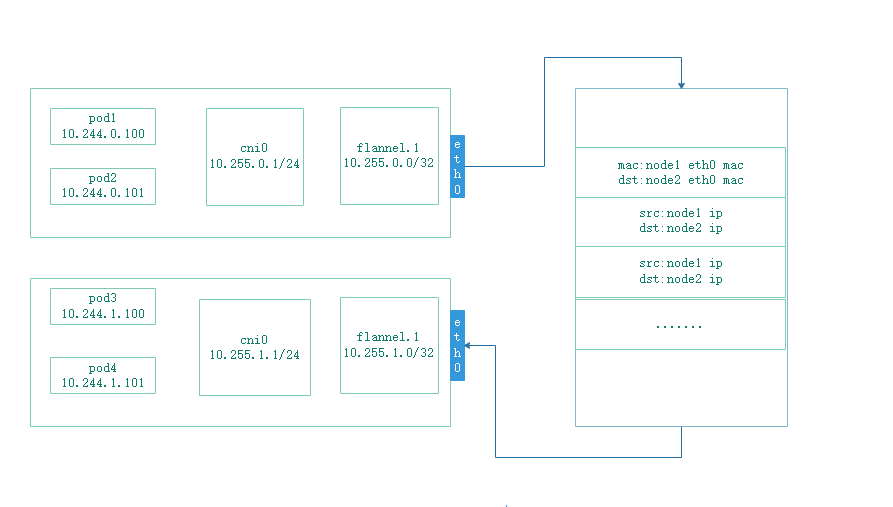 pod1
10.244.0.100
pod2
10.244.0.101
cni0
10.255.0.1/24
flannel.1
10.255.0.0/32
eth0
mac:node1 eth0 mac
dst:node2 eth0 mac
src:node1 ip
dst:node2 ip
src:node1 ip
dst:node2 ip
.......
pod3
10.244.1.100
pod4
10.244.1.101
cni0
10.255.1.1/24
flannel.1
10.255.1.0/32
eth0